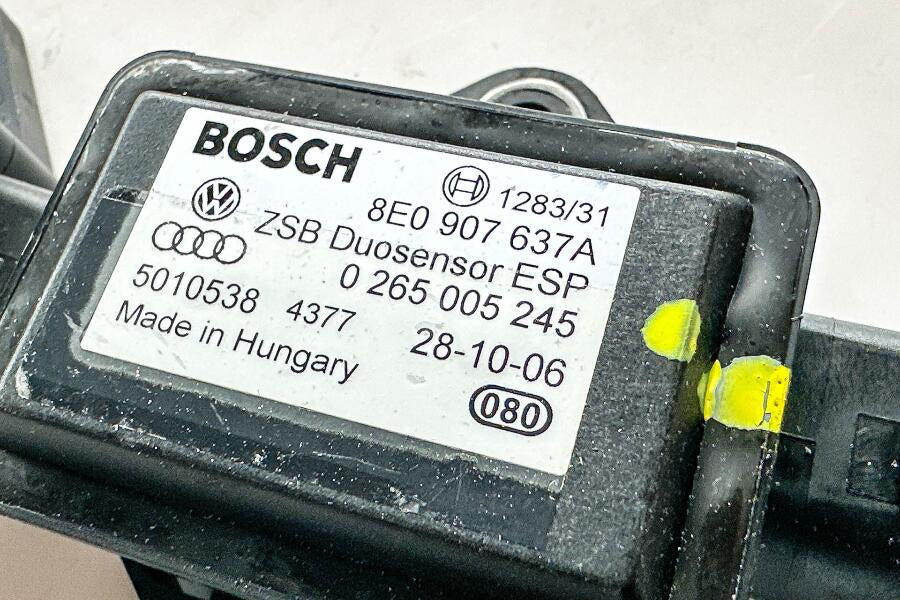 BOSCH
1283/31
8E0 907 637A
ZSB Duosensor ESP
0 265 005 245
5010538 4377 28-10-06
Made in Hungary
080